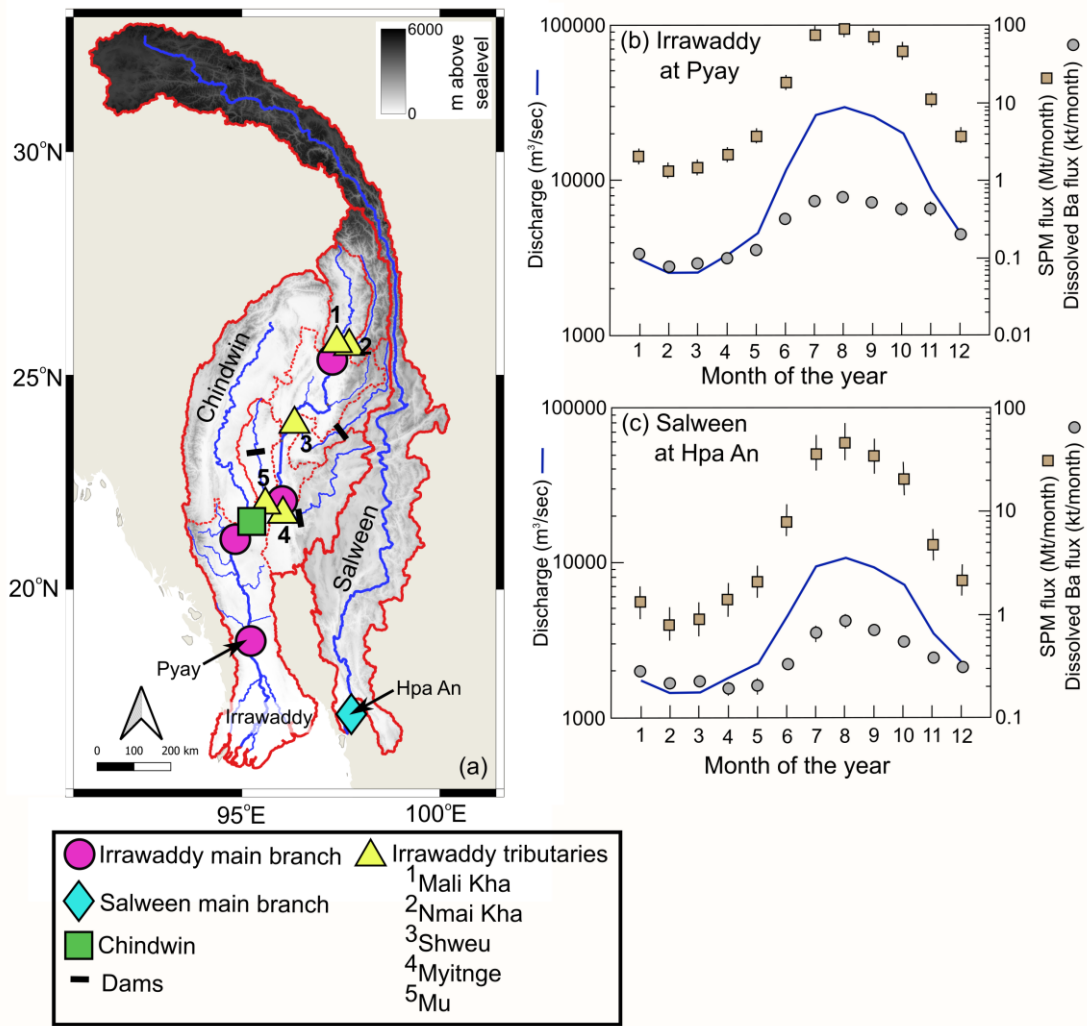 6000
0
m above
sealevel
30°N
25°N
20°N
95°E
100°E
Chindwin
Salween
Irrawaddy
1
2
3
4
5
Pyay
Hpa An
0 100 200 km
(a)
(b) Irrawaddy
at Pyay
100000
10000
1000
Discharge (m³/sec)
100
10
1
0.1
0.01
SPM flux (Mt/month)
Dissolved Ba flux (kt/month)
1 2 3 4 5 6 7 8 9 10 11 12
Month of the year
(c) Salween
at Hpa An
100000
10000
1000
Discharge (m³/sec)
100
10
1
0.1
SPM flux (Mt/month)
Dissolved Ba flux (kt/month)
1 2 3 4 5 6 7 8 9 10 11 12
Month of the year
Irrawaddy main branch
Salween main branch
Chindwin
Dams
Irrawaddy tributaries
¹Mali Kha
²Nmai Kha
³Shweu
⁴Myitnge
⁵Mu